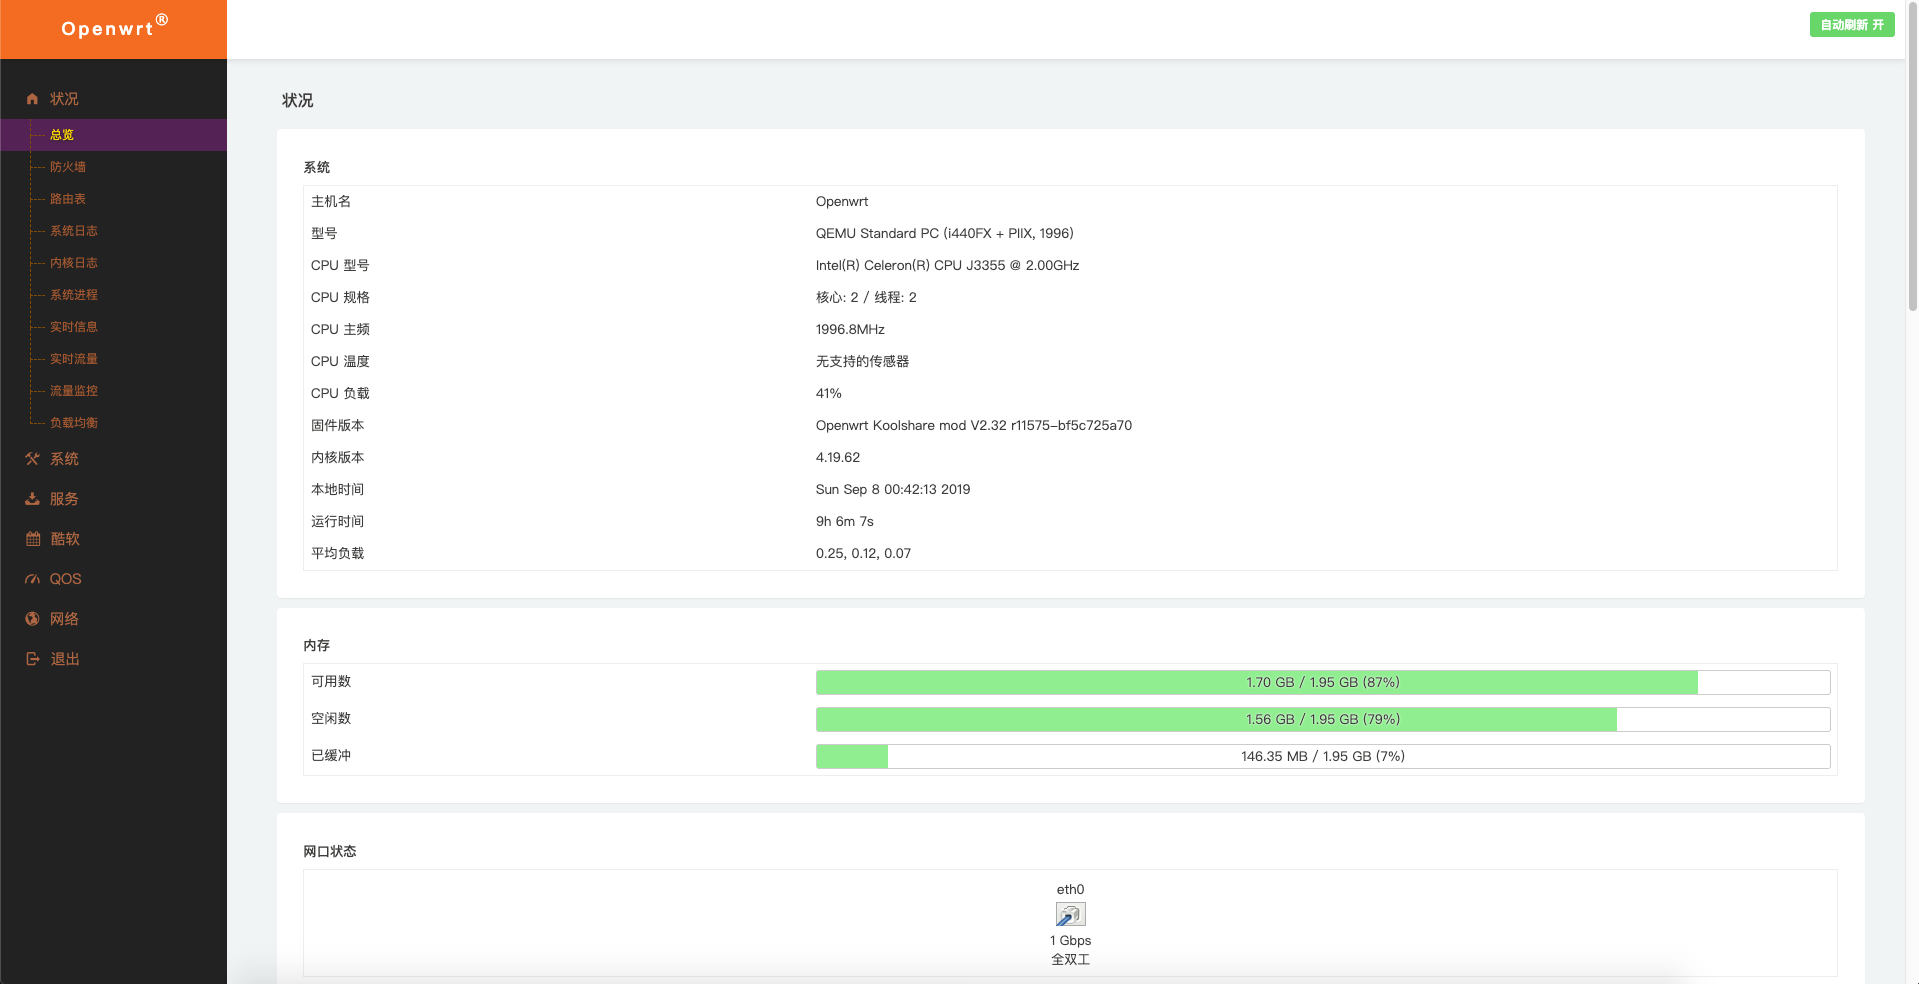 Openwrt®
自动刷新 开
状况
总览
防火墙
路由表
系统日志
内核日志
系统进程
实时信息
实时流量
流量监控
负载均衡
系统
服务
酷软
QOS
网络
退出
状况
系统
主机名 Openwrt
型号 QEMU Standard PC (i440FX + PIIX, 1996)
CPU 型号 Intel(R) Celeron(R) CPU J3355 @ 2.00GHz
CPU 规格 核心: 2 / 线程: 2
CPU 主频 1996.8MHz
CPU 温度 无支持的传感器
CPU 负载 41%
固件版本 Openwrt Koolshare mod V2.32 r11575-bf5c725a70
内核版本 4.19.62
本地时间 Sun Sep 8 00:42:13 2019
运行时间 9h 6m 7s
平均负载 0.25, 0.12, 0.07
内存
可用数 1.70 GB / 1.95 GB (87%)
空闲数 1.56 GB / 1.95 GB (79%)
已缓冲 146.35 MB / 1.95 GB (7%)
网口状态
eth0
1 Gbps
全双工